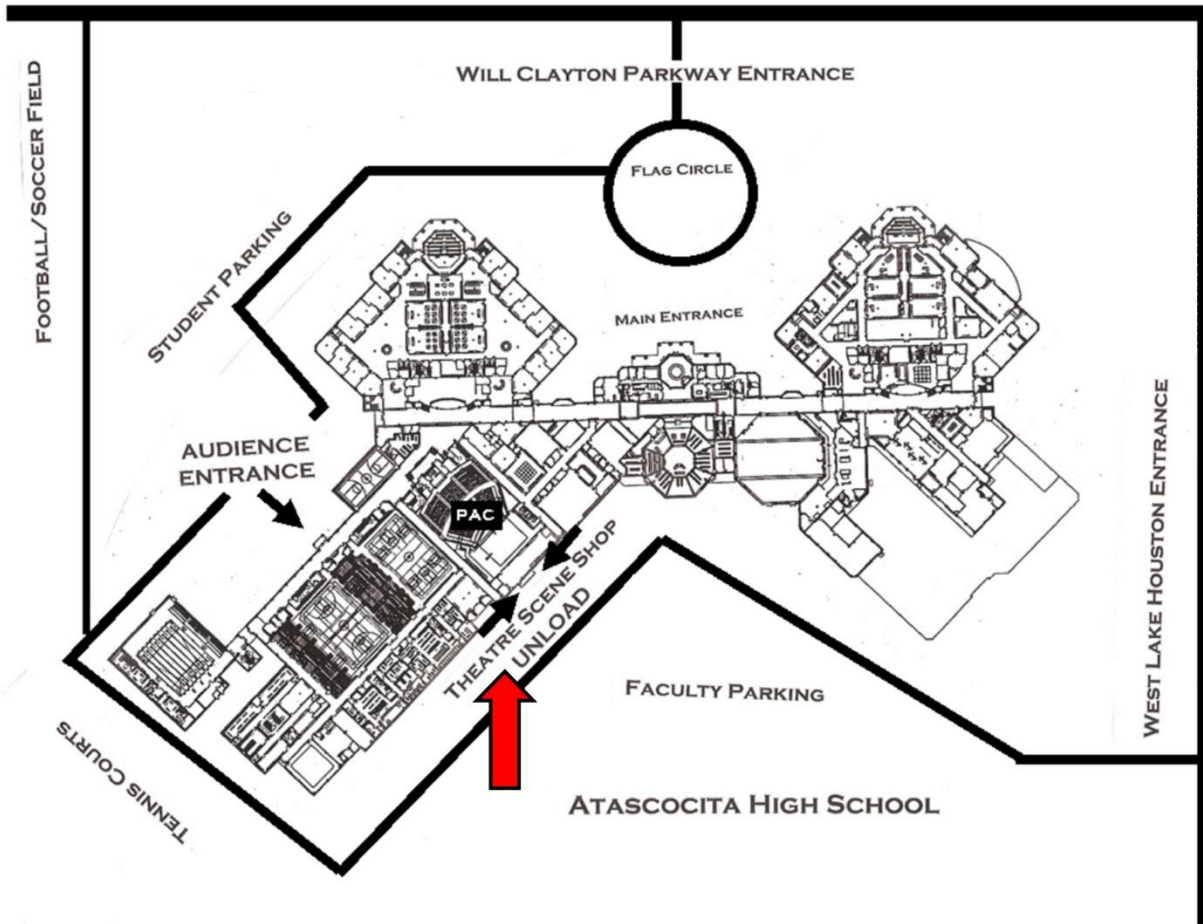 WILL CLAYTON PARKWAY ENTRANCE
FOOTBALL/SOCCER FIELD
FLAG CIRCLE
STUDENT PARKING
MAIN ENTRANCE
AUDIENCE
ENTRANCE
PAC
THEATRE SCENE SHOP
UNLOAD
WEST LAKE HOUSTON ENTRANCE
FACULTY PARKING
TENNIS COURTS
ATASCOCITA HIGH SCHOOL